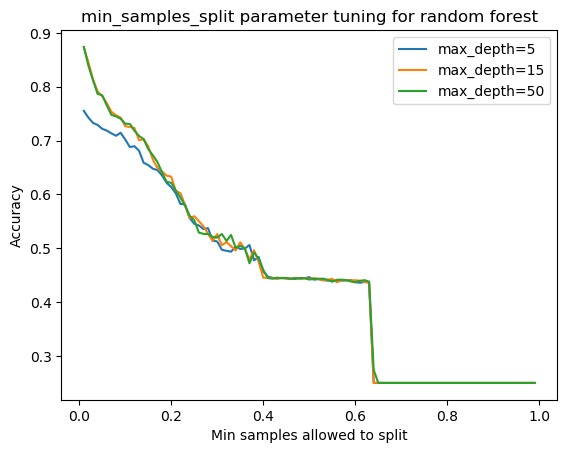 min_samples_split parameter tuning for random forest
max_depth=5
max_depth=15
max_depth=50
Accuracy
0.9
0.8
0.7
0.6
0.5
0.4
0.3
0.0 0.2 0.4 0.6 0.8 1.0
Min samples allowed to split